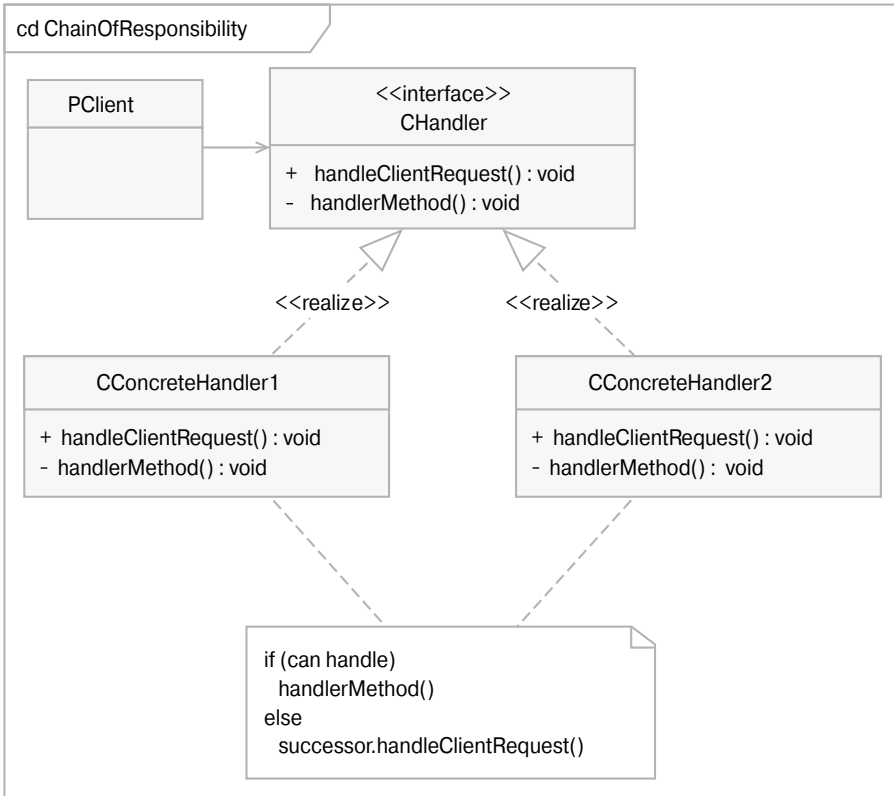 cd ChainOfResponsibility
PClient
<<interface>>
CHandler
+ handleClientRequest() : void
- handlerMethod() : void
<<realize>>
<<realize>>
CConcreteHandler1
+ handleClientRequest() : void
- handlerMethod() : void
CConcreteHandler2
+ handleClientRequest() : void
- handlerMethod() : void
if (can handle)
handlerMethod()
else
successor.handleClientRequest()